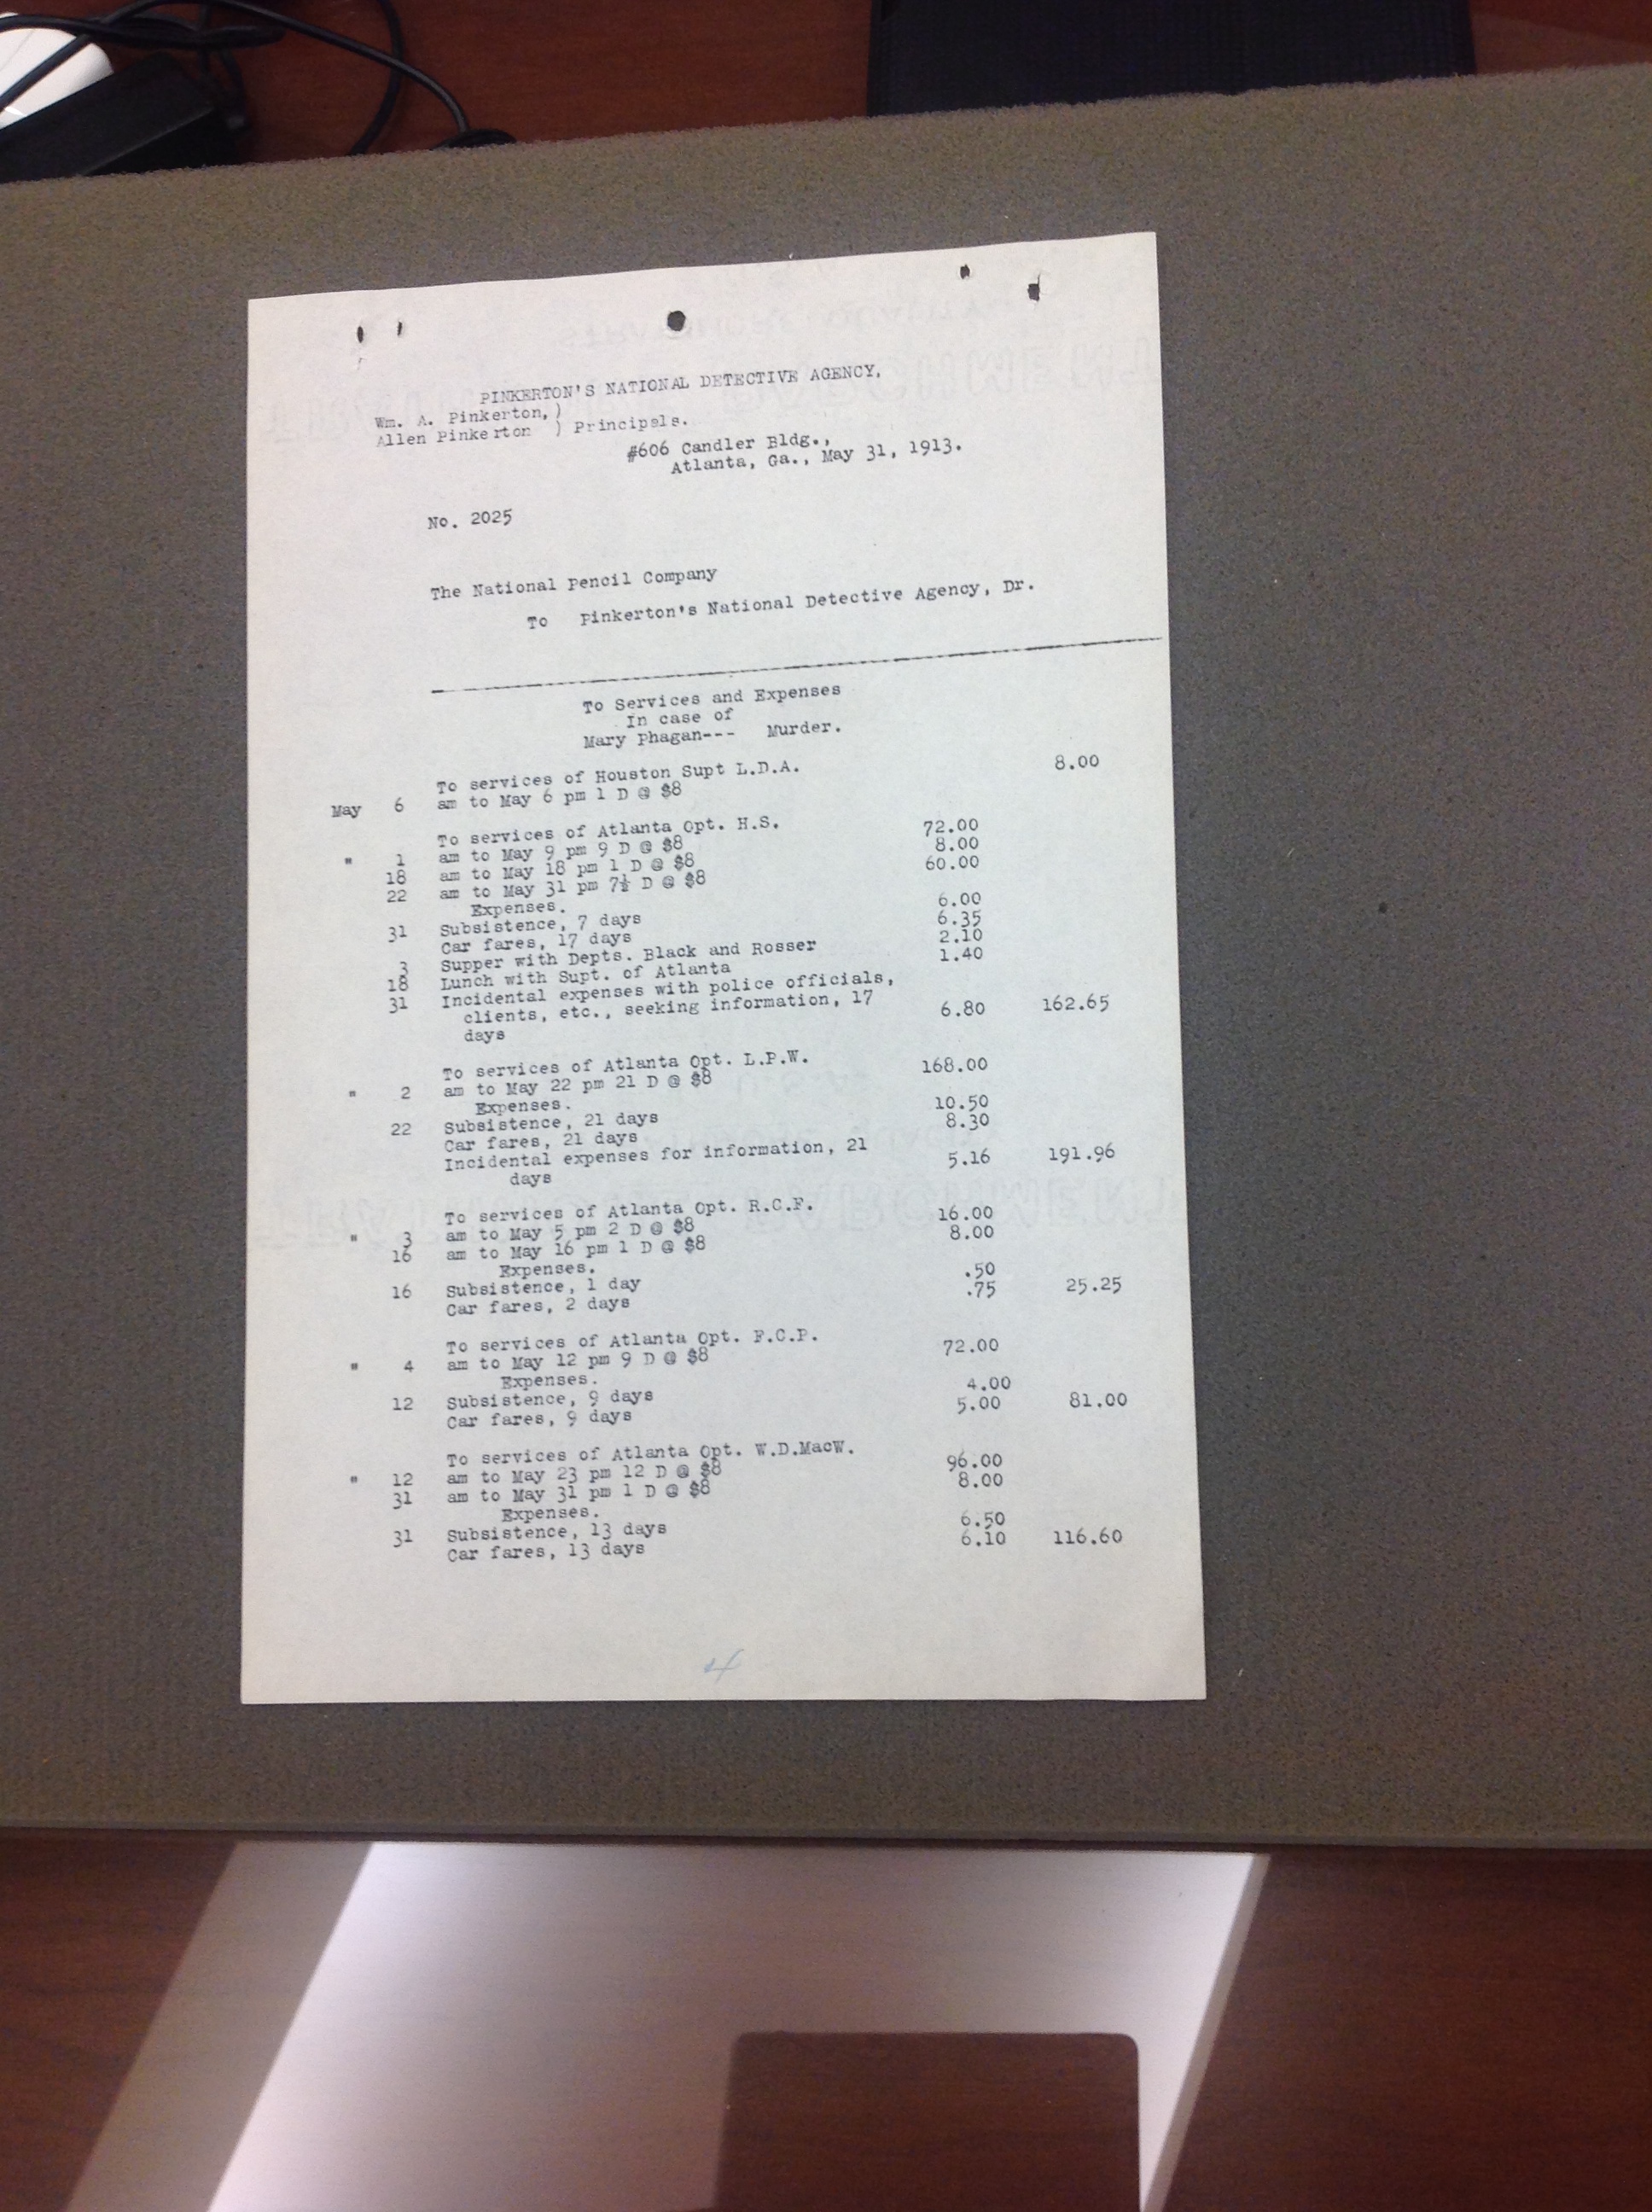 PINKERTON'S NATIONAL DETECTIVE AGENCY,
Wm. A. Pinkerton,)
Allen Pinkerton ) Principals.
#606 Candler Bldg.,
Atlanta, Ga., May 31, 1913.
No. 2025
The National Pencil Company
To Pinkerton's National Detective Agency, Dr.
To Services and Expenses
In case of
Mary Phagan--- Murder.
To services of Houston Supt L.D.A. 8.00
May 6 am to May 6 pm 1 D @ $8
To services of Atlanta Opt. H.S.
" 1 am to May 9 pm 9 D @ $8 72.00
18 am to May 18 pm 1 D @ $8 8.00
22 am to May 31 pm 7½ D @ $8 60.00
Expenses.
31 Subsistence, 7 days 6.00
Car fares, 17 days 6.35
3 Supper with Depts. Black and Rosser 2.10
18 Lunch with Supt. of Atlanta 1.40
31 Incidental expenses with police officials,
clients, etc., seeking information, 17
days 6.80 162.65
To services of Atlanta Opt. L.P.W.
" 2 am to May 22 pm 21 D @ $8 168.00
Expenses.
22 Subsistence, 21 days 10.50
Car fares, 21 days 8.30
Incidental expenses for information, 21
days 5.16 191.96
To services of Atlanta Opt. R.C.F.
" 3 am to May 5 pm 2 D @ $8 16.00
16 am to May 16 pm 1 D @ $8 8.00
Expenses.
16 Subsistence, 1 day .50
Car fares, 2 days .75 25.25
To services of Atlanta Opt. F.C.P.
" 4 am to May 12 pm 9 D @ $8 72.00
Expenses.
12 Subsistence, 9 days 4.00
Car fares, 9 days 5.00 81.00
To services of Atlanta Opt. W.D.MacW.
" 12 am to May 23 pm 12 D @ $8 96.00
31 am to May 31 pm 1 D @ $8 8.00
Expenses.
31 Subsistence, 13 days 6.50
Car fares, 13 days 6.10 116.60
4